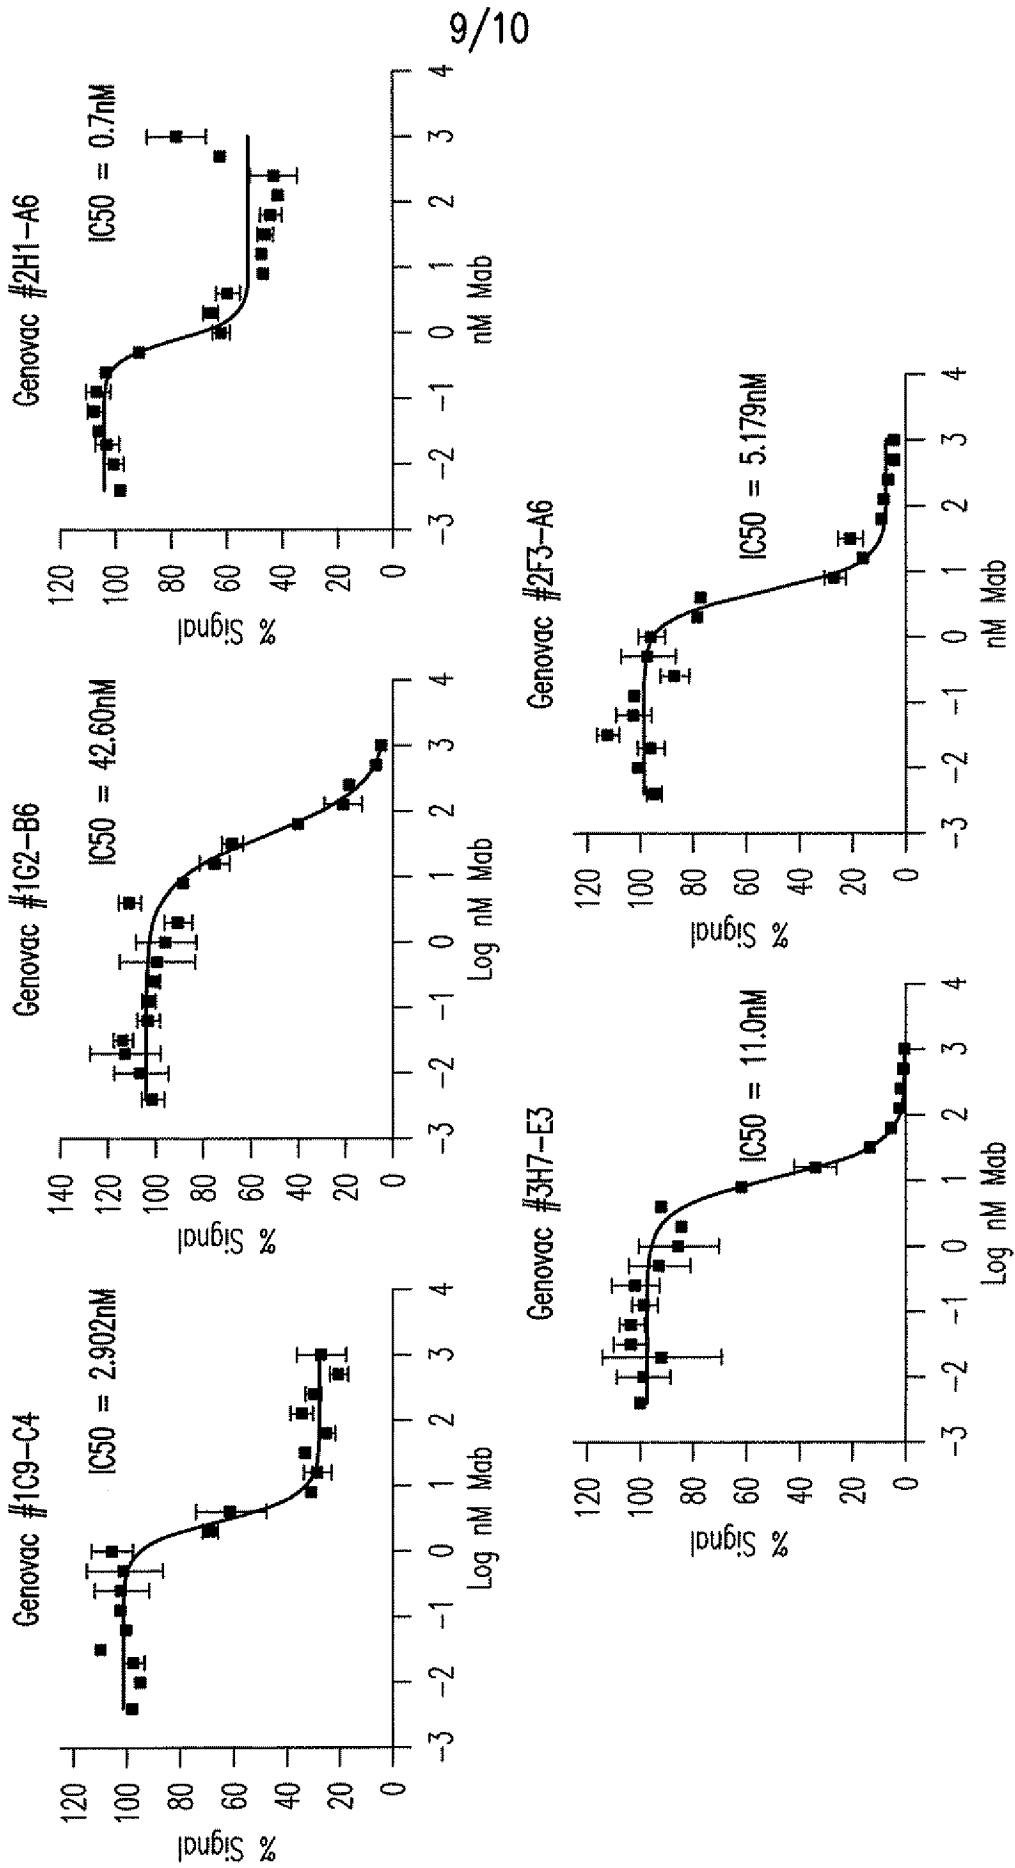 9/10
Genovac #1C9-C4
IC50 = 2.902nM
% Signal
120
100
80
60
40
20
0
-3 -2 -1 0 1 2 3 4
Log nM Mab
Genovac #1G2-B6
IC50 = 42.60nM
% Signal
140
120
100
80
60
40
20
0
-3 -2 -1 0 1 2 3 4
Log nM Mab
Genovac #2H1-A6
IC50 = 0.7nM
% Signal
120
100
80
60
40
20
0
-3 -2 -1 0 1 2 3 4
nM Mab
Genovac #3H7-E3
IC50 = 11.0nM
% Signal
120
100
80
60
40
20
0
-3 -2 -1 0 1 2 3 4
Log nM Mab
Genovac #2F3-A6
IC50 = 5.179nM
% Signal
120
100
80
60
40
20
0
-3 -2 -1 0 1 2 3 4
nM Mab